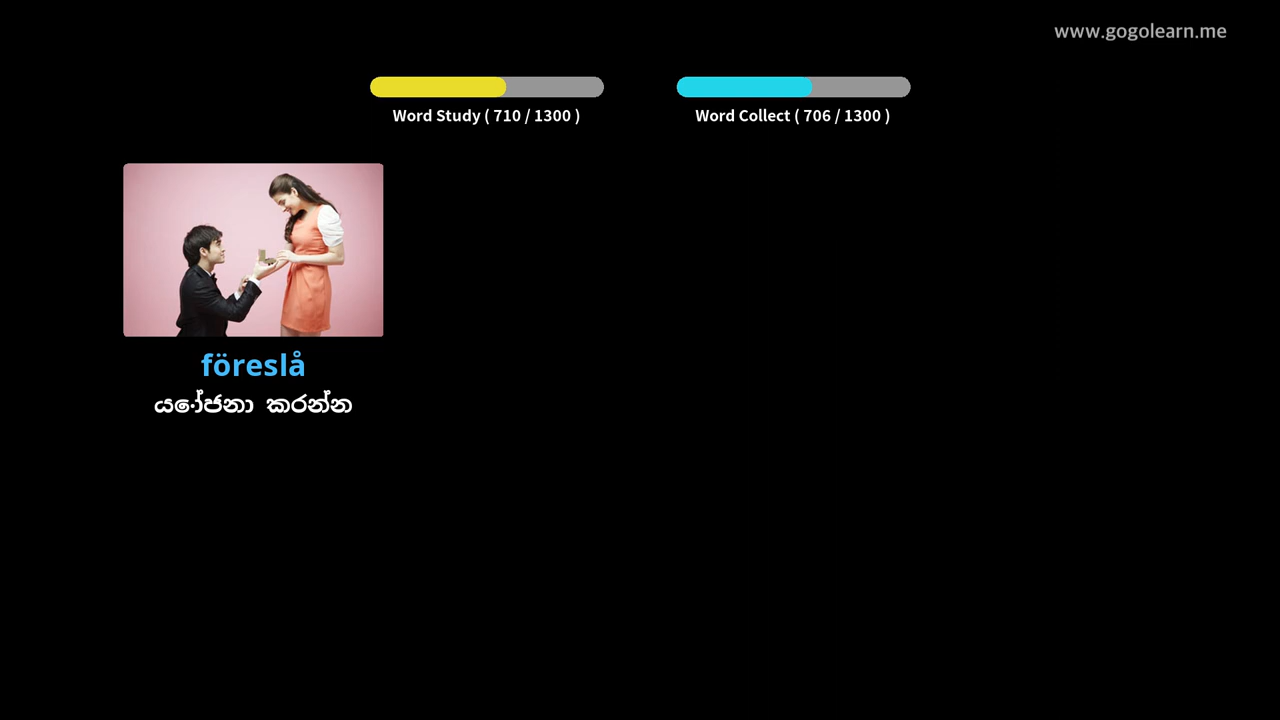 www.gogolearn.me
Word Study ( 710 / 1300 )
Word Collect ( 706 / 1300 )
föreslå
යෝජනා කරන්න